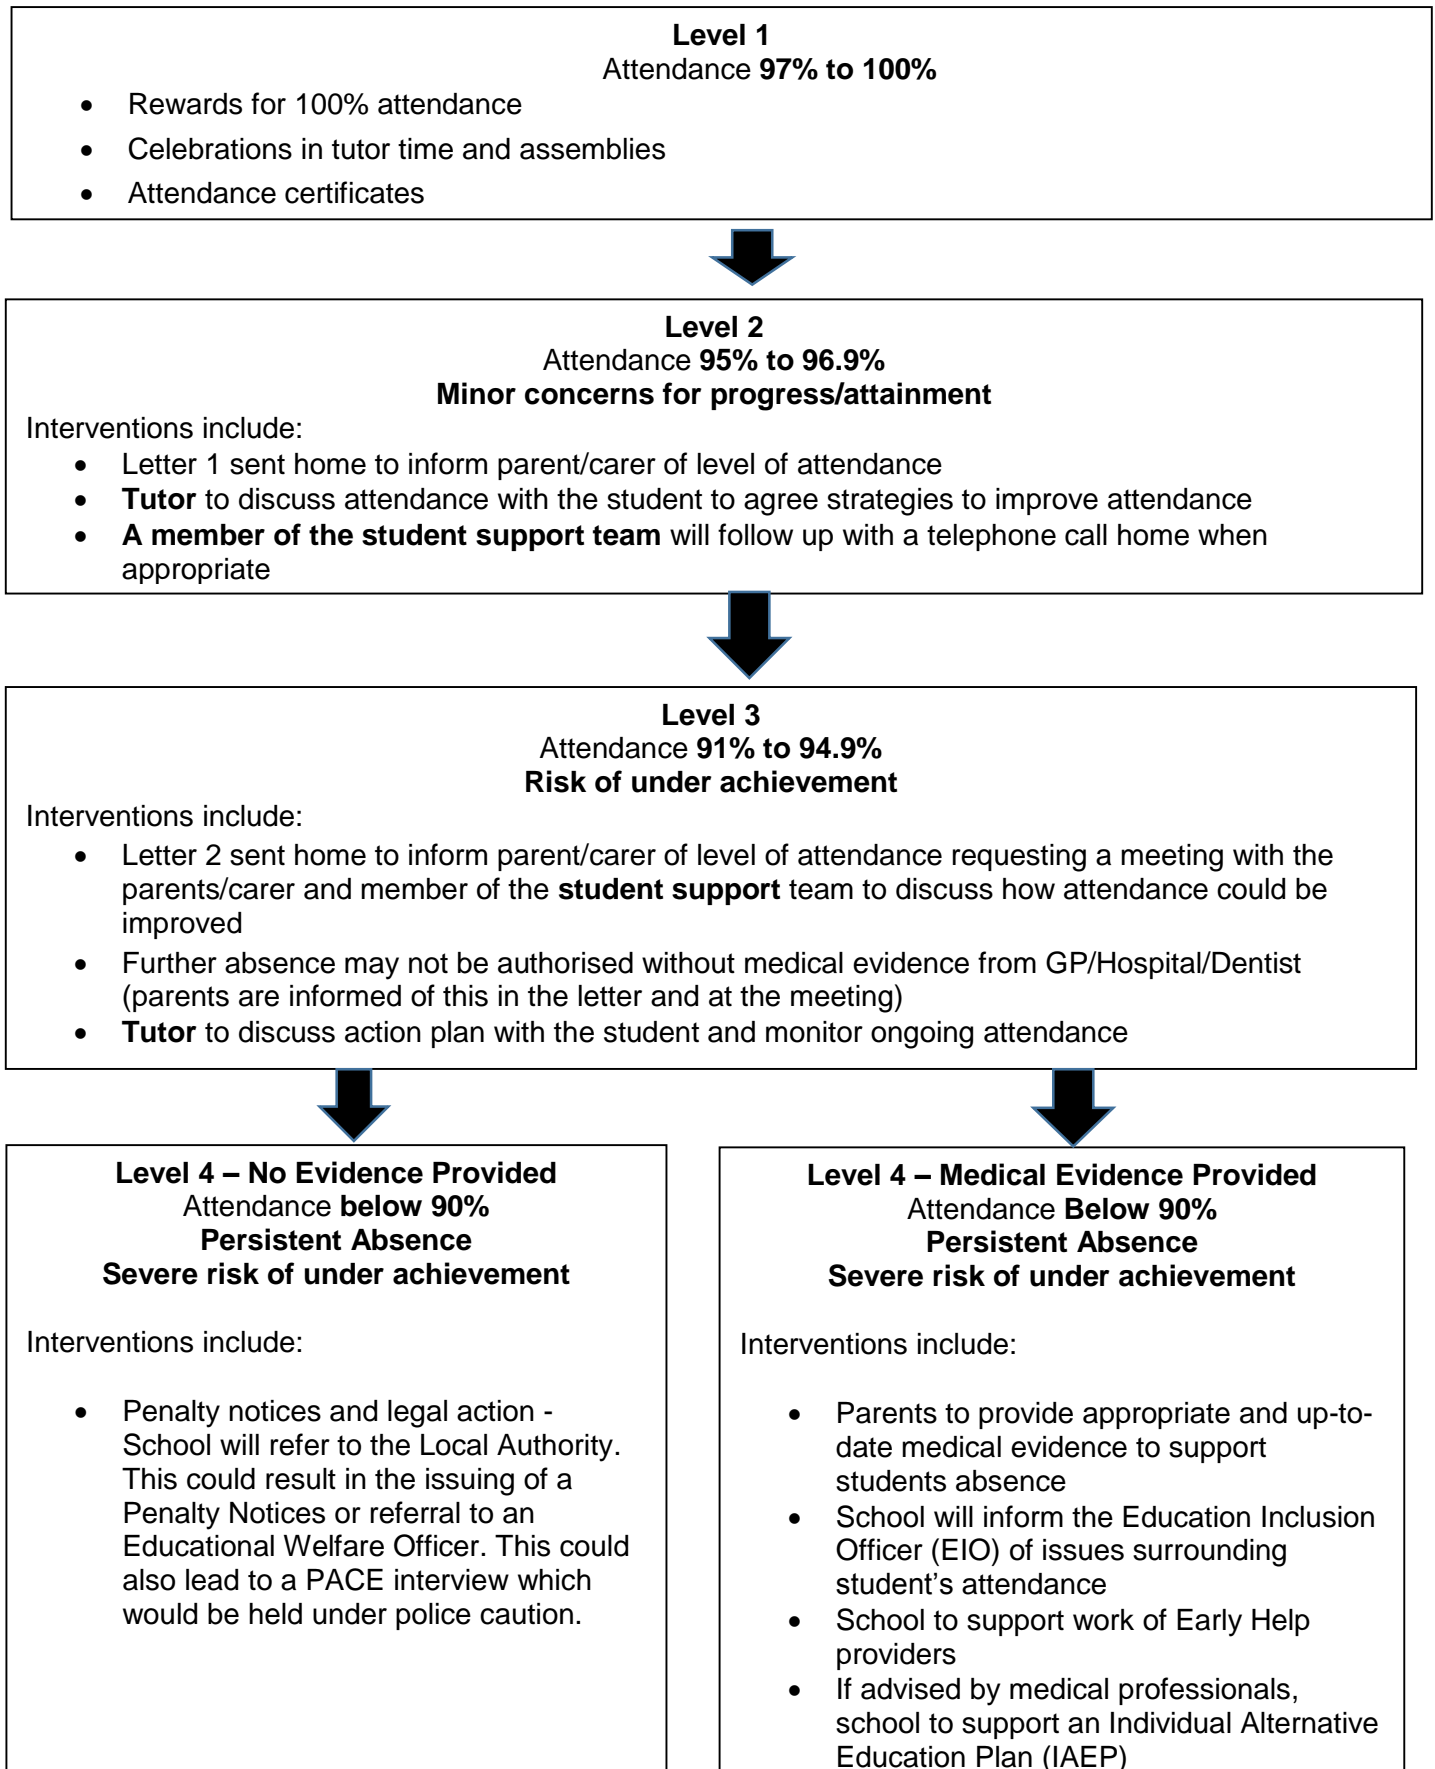 Level 1
Attendance 97% to 100%
• Rewards for 100% attendance
• Celebrations in tutor time and assemblies
• Attendance certificates
Level 2
Attendance 95% to 96.9%
Minor concerns for progress/attainment
Interventions include:
• Letter 1 sent home to inform parent/carer of level of attendance
• Tutor to discuss attendance with the student to agree strategies to improve attendance
• A member of the student support team will follow up with a telephone call home when
appropriate
Level 3
Attendance 91% to 94.9%
Risk of under achievement
Interventions include:
• Letter 2 sent home to inform parent/carer of level of attendance requesting a meeting with the
parents/carer and member of the student support team to discuss how attendance could be
improved
• Further absence may not be authorised without medical evidence from GP/Hospital/Dentist
(parents are informed of this in the letter and at the meeting)
• Tutor to discuss action plan with the student and monitor ongoing attendance
Level 4 – No Evidence Provided
Attendance below 90%
Persistent Absence
Severe risk of under achievement
Interventions include:
• Penalty notices and legal action -
School will refer to the Local Authority.
This could result in the issuing of a
Penalty Notices or referral to an
Educational Welfare Officer. This could
also lead to a PACE interview which
would be held under police caution.
Level 4 – Medical Evidence Provided
Attendance Below 90%
Persistent Absence
Severe risk of under achievement
Interventions include:
• Parents to provide appropriate and up-to-
date medical evidence to support
students absence
• School will inform the Education Inclusion
Officer (EIO) of issues surrounding
student’s attendance
• School to support work of Early Help
providers
• If advised by medical professionals,
school to support an Individual Alternative
Education Plan (IAEP)